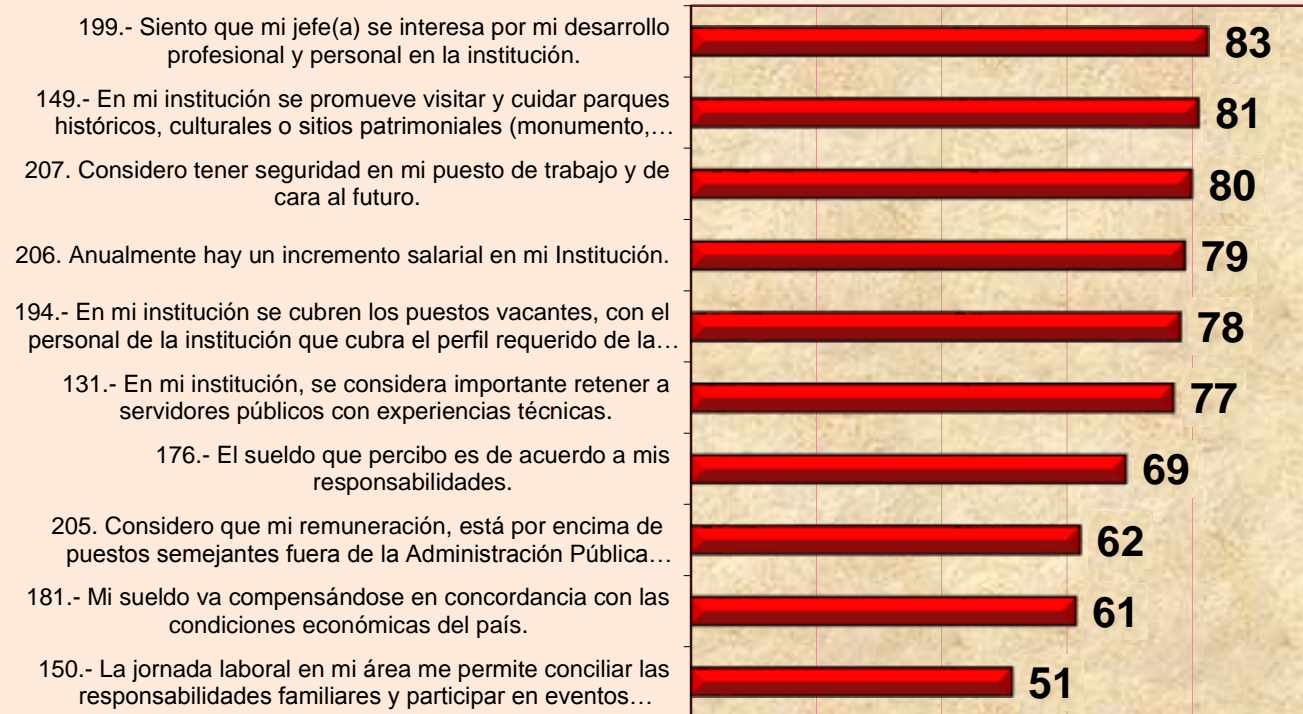 199.- Siento que mi jefe(a) se interesa por mi desarrollo
profesional y personal en la institución.
83
149.- En mi institución se promueve visitar y cuidar parques
históricos, culturales o sitios patrimoniales (monumento,…
81
207. Considero tener seguridad en mi puesto de trabajo y de
cara al futuro.
80
206. Anualmente hay un incremento salarial en mi Institución.
79
194.- En mi institución se cubren los puestos vacantes, con el
personal de la institución que cubra el perfil requerido de la…
78
131.- En mi institución, se considera importante retener a
servidores públicos con experiencias técnicas.
77
176.- El sueldo que percibo es de acuerdo a mis
responsabilidades.
69
205. Considero que mi remuneración, está por encima de
puestos semejantes fuera de la Administración Pública…
62
181.- Mi sueldo va compensándose en concordancia con las
condiciones económicas del país.
61
150.- La jornada laboral en mi área me permite conciliar las
responsabilidades familiares y participar en eventos…
51